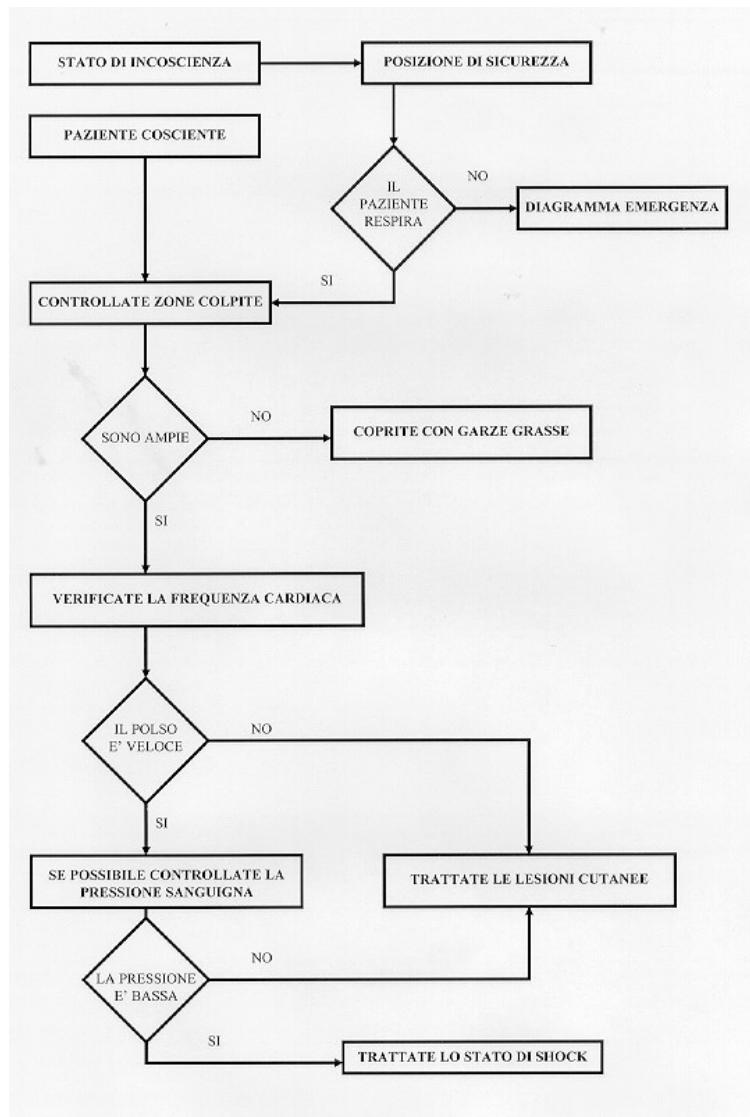 STATO DI INCOSCIENZA
POSIZIONE DI SICUREZZA
PAZIENTE COSCIENTE
IL
PAZIENTE
RESPIRA
NO
DIAGRAMMA EMERGENZA
SI
CONTROLLATE ZONE COLPITE
SONO AMPIE
NO
COPRITE CON GARZE GRASSE
SI
VERIFICATE LA FREQUENZA CARDIACA
IL POLSO
E' VELOCE
NO
SI
SE POSSIBILE CONTROLLATE LA
PRESSIONE SANGUIGNA
TRATTATE LE LESIONI CUTANEE
LA PRESSIONE
E' BASSA
NO
SI
TRATTATE LO STATO DI SHOCK